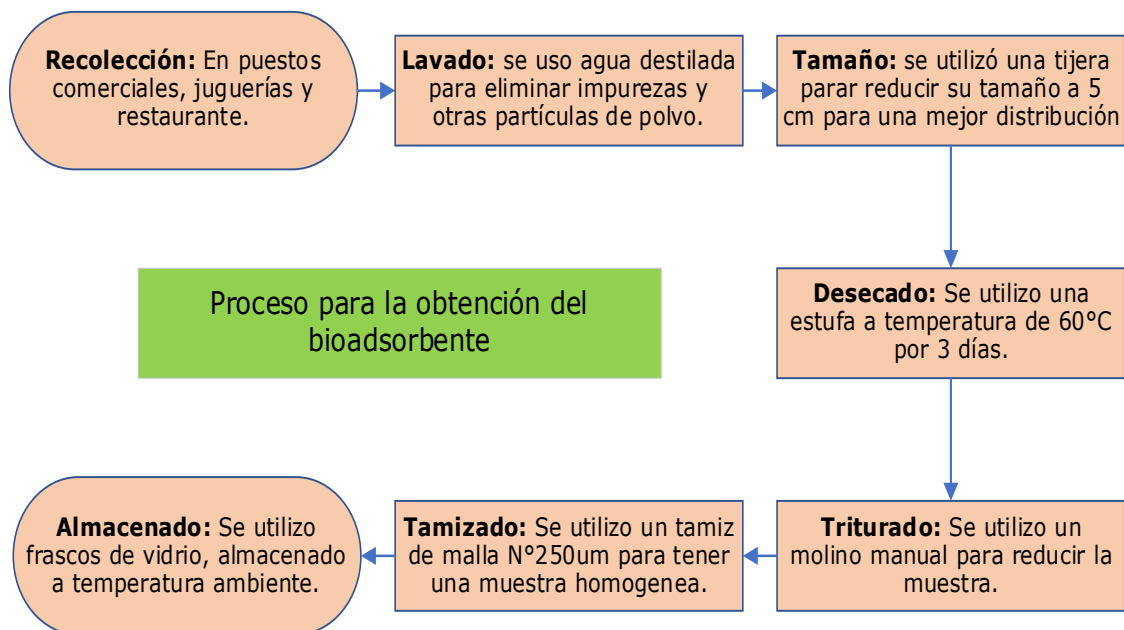 Recolección: En puestos
comerciales, juguerías y
restaurante.
Lavado: se uso agua destilada
para eliminar impurezas y
otras partículas de polvo.
Tamaño: se utilizó una tijera
parar reducir su tamaño a 5
cm para una mejor distribución
Proceso para la obtención del
bioadsorbente
Desecado: Se utilizo una
estufa a temperatura de 60°C
por 3 días.
Triturado: Se utilizo un
molino manual para reducir la
muestra.
Tamizado: Se utilizo un tamiz
de malla N°250um para tener
una muestra homogenea.
Almacenado: Se utilizo
frascos de vidrio, almacenado
a temperatura ambiente.